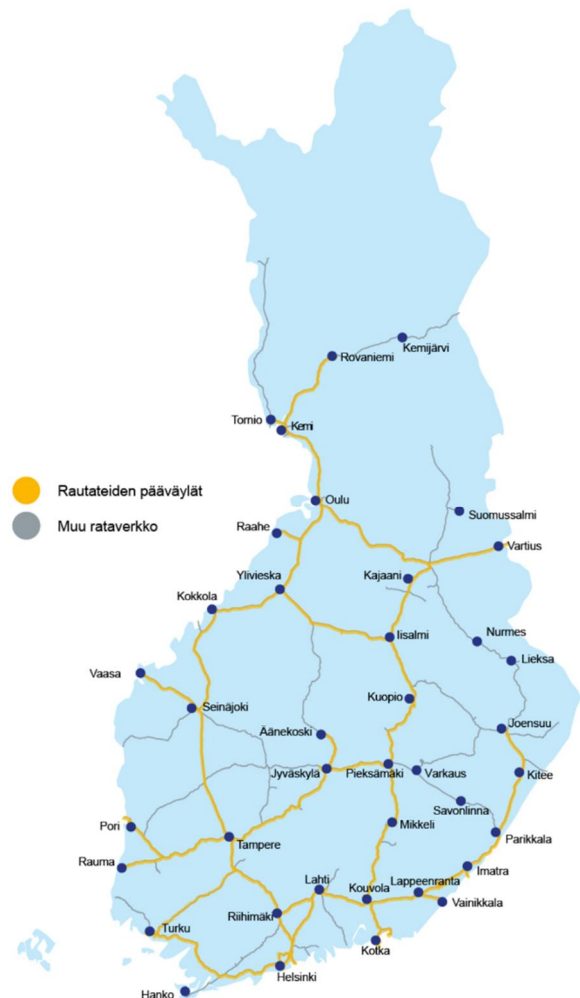 Rovaniemi
Kemijärvi
Tornio
Kemi
Rautateiden pääväylät
Muu rataverkko
Oulu
Suomussalmi
Raahe
Vartius
Ylivieska
Kajaani
Kokkola
Iisalmi
Nurmes
Lieksa
Vaasa
Kuopio
Seinäjoki
Joensuu
Äänekoski
Jyväskylä
Pieksämäki
Varkaus
Kitee
Savonlinna
Pori
Mikkeli
Parikkala
Tampere
Rauma
Imatra
Lahti
Lappeenranta
Kouvola
Vainikkala
Riihimäki
Turku
Kotka
Helsinki
Hanko